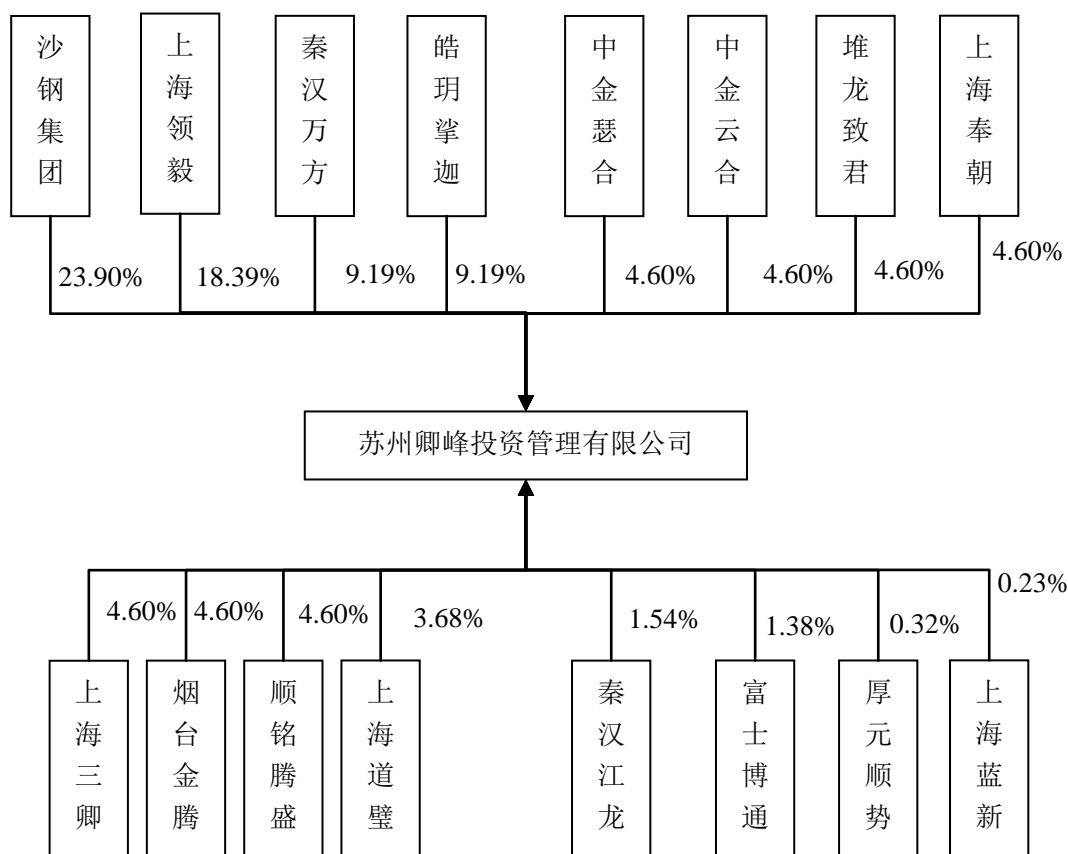 沙钢集团
上海领毅
秦汉万方
皓玥挲迦
中金瑟合
中金云合
堆龙致君
上海奉朝
23.90%
18.39%
9.19%
9.19%
4.60%
4.60%
4.60%
4.60%
苏州卿峰投资管理有限公司
4.60%
4.60%
4.60%
3.68%
1.54%
1.38%
0.32%
0.23%
上海三卿
烟台金腾
顺铭腾盛
上海道璧
秦汉江龙
富士博通
厚元顺势
上海蓝新